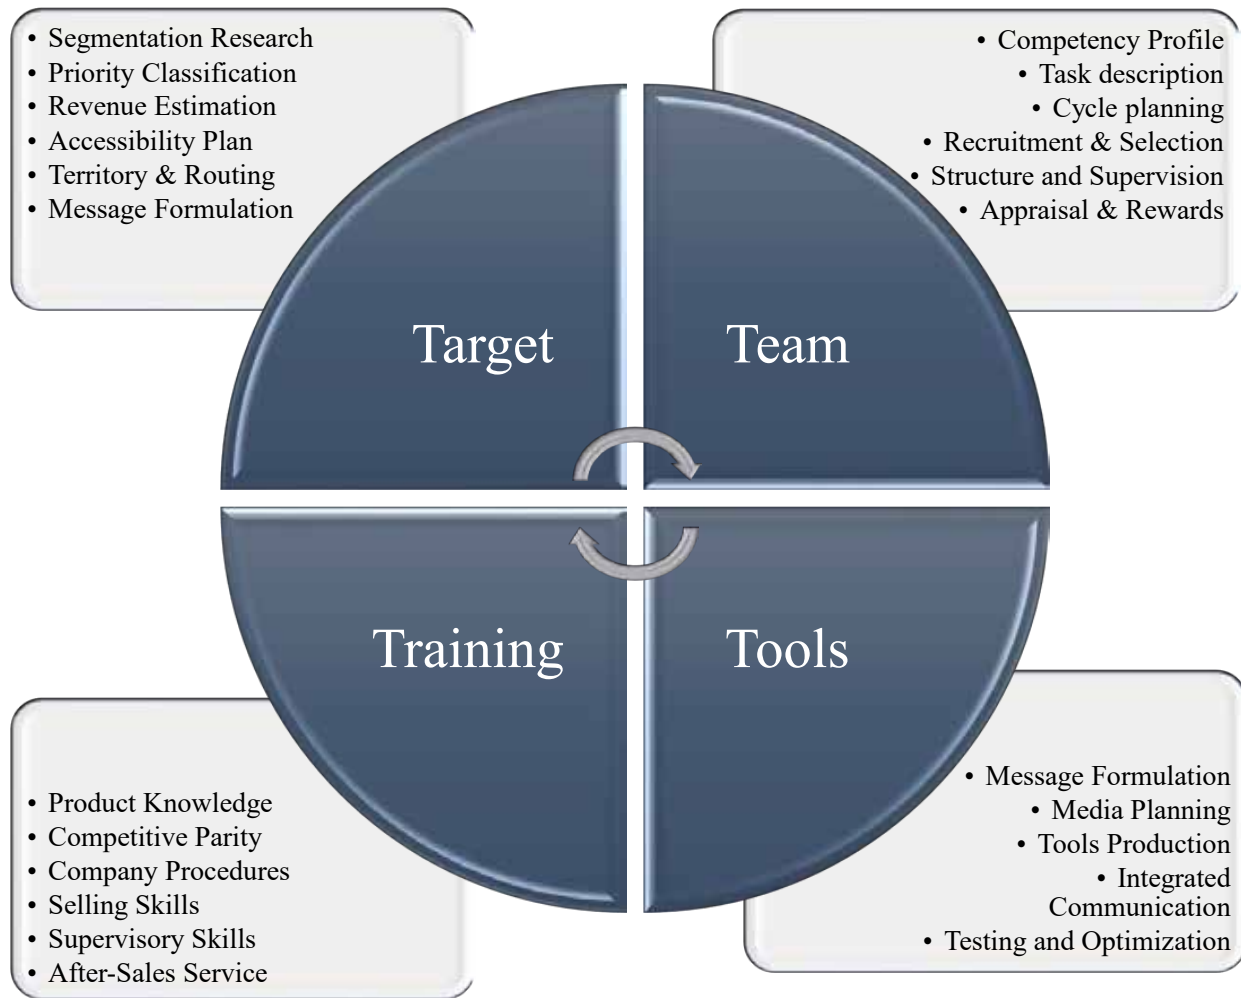 • Segmentation Research
• Priority Classification
• Revenue Estimation
• Accessibility Plan
• Territory & Routing
• Message Formulation
• Competency Profile
• Task description
• Cycle planning
• Recruitment & Selection
• Structure and Supervision
• Appraisal & Rewards
Target
Team
Training
Tools
• Product Knowledge
• Competitive Parity
• Company Procedures
• Selling Skills
• Supervisory Skills
• After-Sales Service
• Message Formulation
• Media Planning
• Tools Production
• Integrated
Communication
• Testing and Optimization